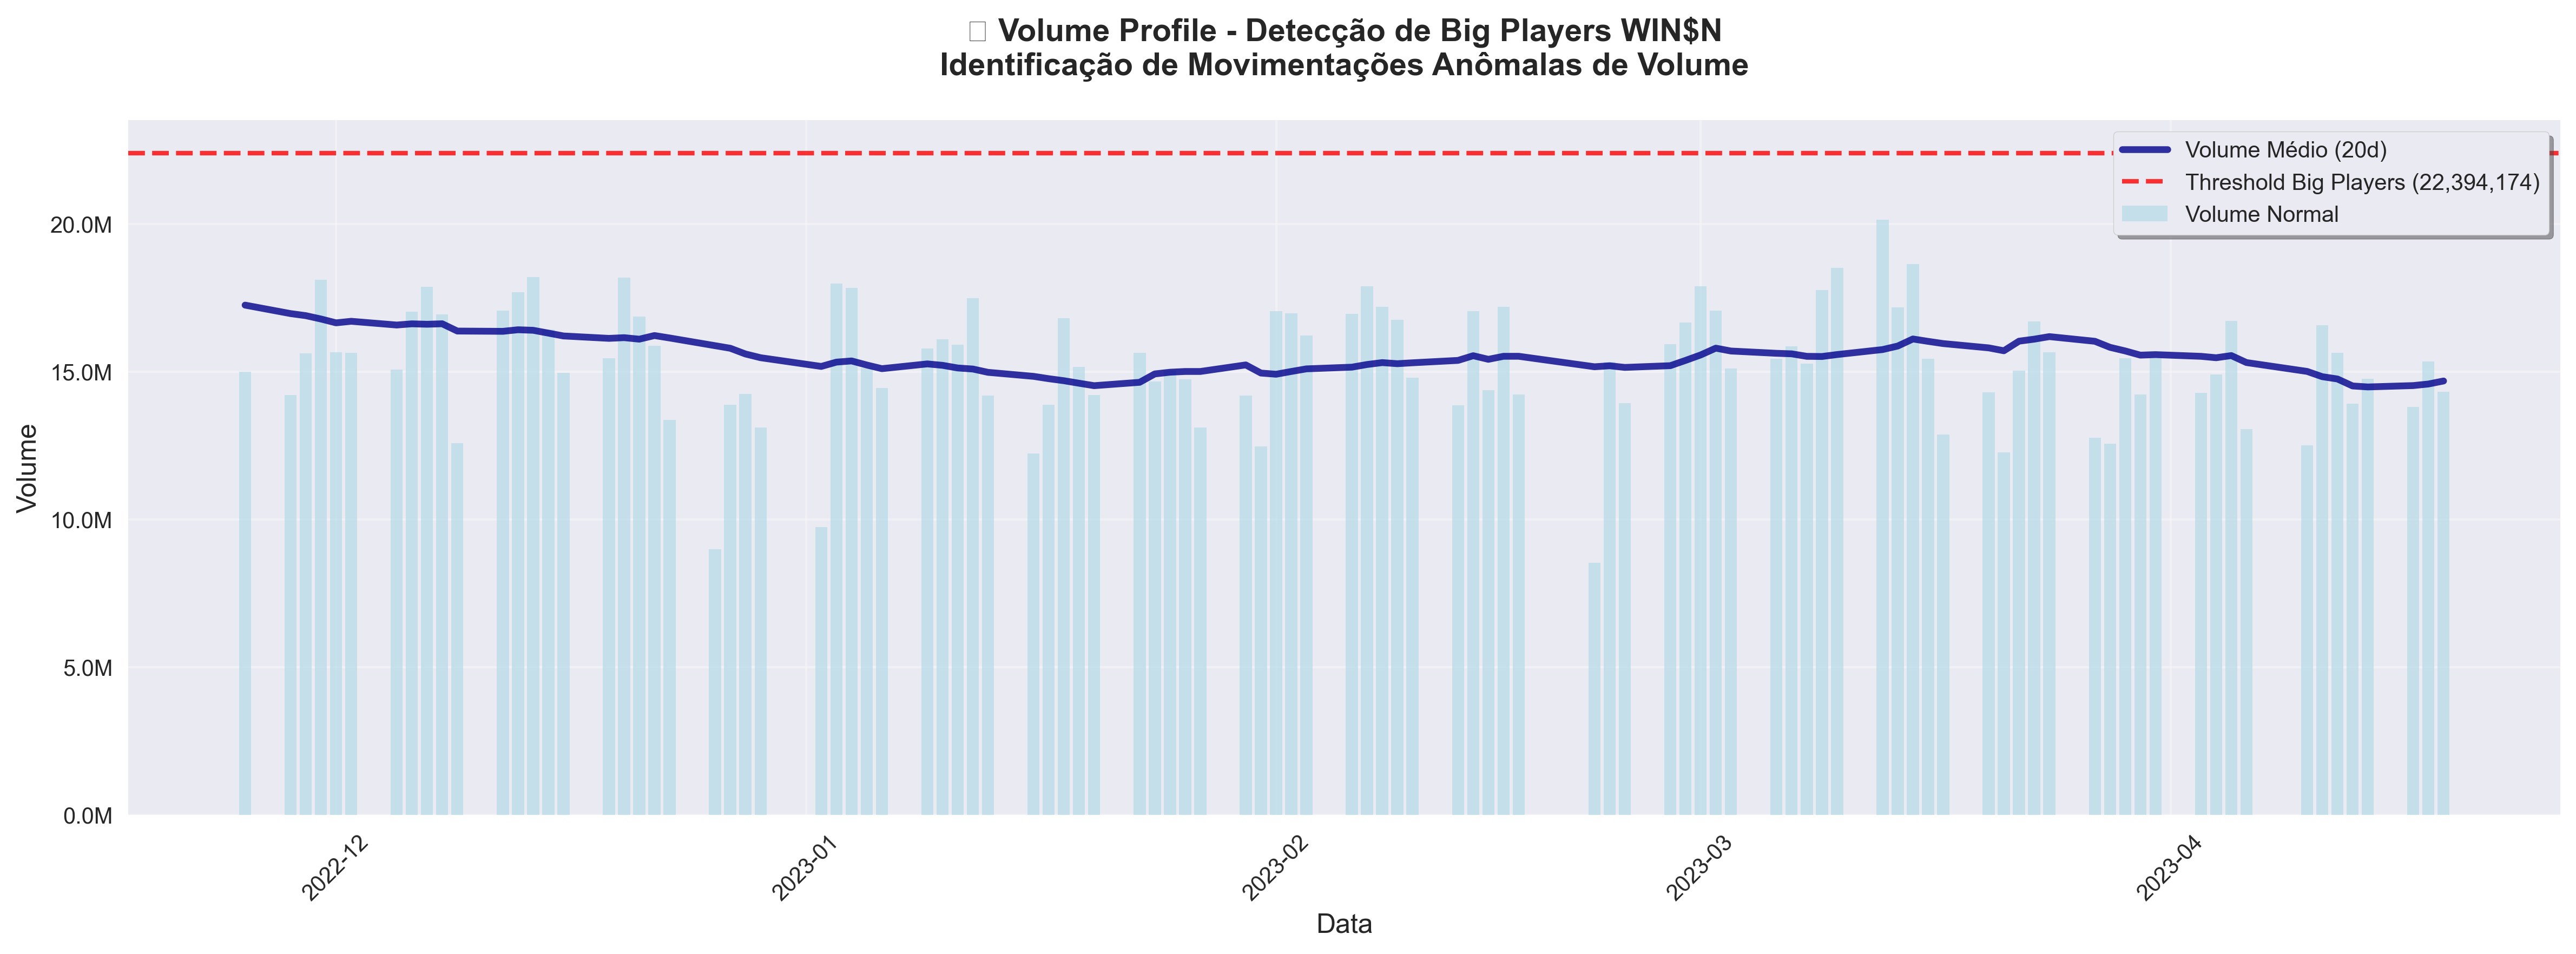 Volume Profile - Detecção de Big Players WIN$N
Identificação de Movimentações Anômalas de Volume
Volume Médio (20d)
Threshold Big Players (22,394,174)
Volume Normal
Volume
20.0M
15.0M
10.0M
5.0M
0.0M
2022-12
2023-01
2023-02
2023-03
2023-04
Data